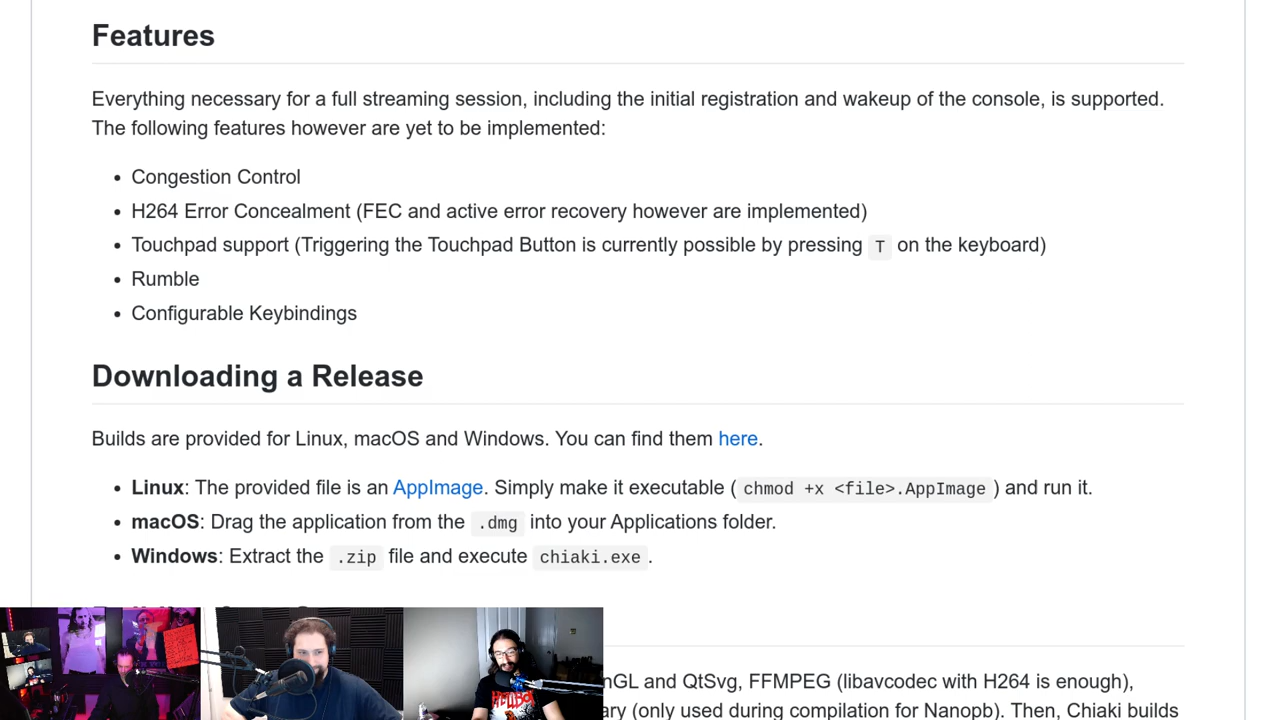 Features
Everything necessary for a full streaming session, including the initial registration and wakeup of the console, is supported.
The following features however are yet to be implemented:
Congestion Control
H264 Error Concealment (FEC and active error recovery however are implemented)
Touchpad support (Triggering the Touchpad Button is currently possible by pressing T on the keyboard)
Rumble
Configurable Keybindings
Downloading a Release
Builds are provided for Linux, macOS and Windows. You can find them here.
Linux: The provided file is an AppImage. Simply make it executable ( chmod +x <file>.AppImage ) and run it.
macOS: Drag the application from the .dmg into your Applications folder.
Windows: Extract the .zip file and execute chiaki.exe.
nGL and QtSvg, FFMPEG (libavcodec with H264 is enough),
ary (only used during compilation for Nanopb). Then, Chiaki builds